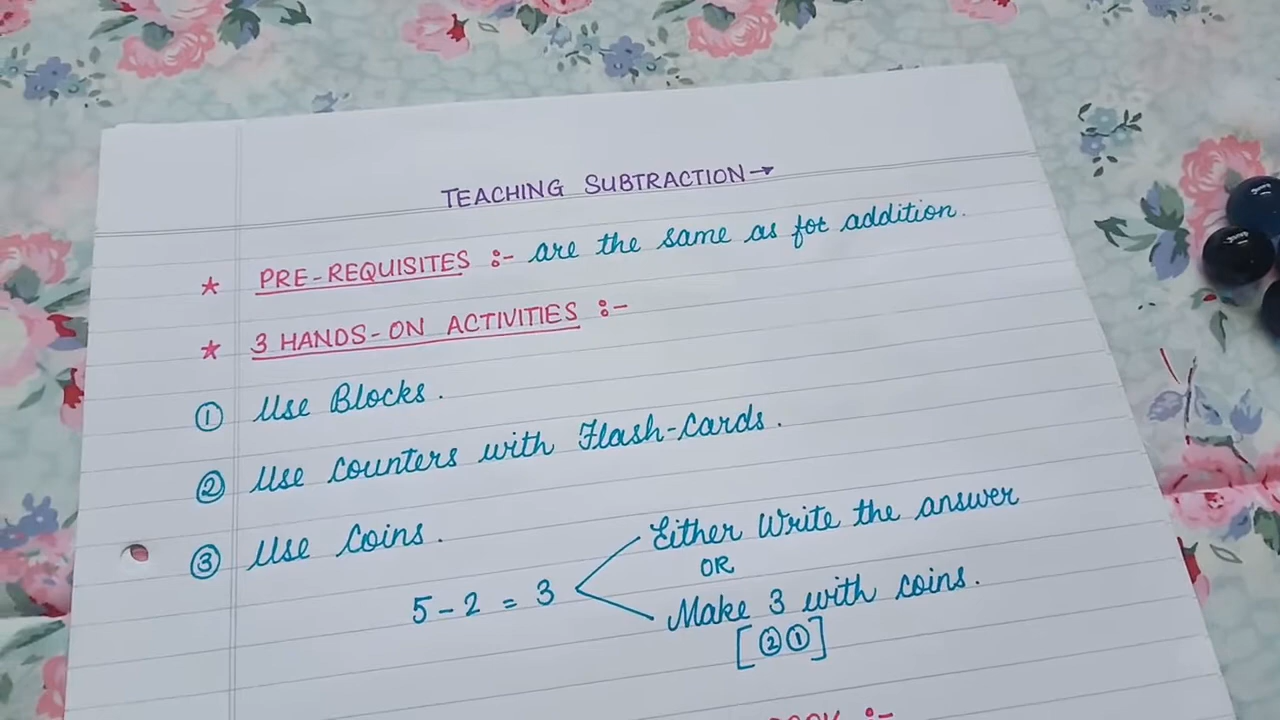 TEACHING SUBTRACTION→
★ PRE-REQUISITES :- are the same as for addition.
★ 3 HANDS-ON ACTIVITIES :-
① Use Blocks.
② Use Counters with Flash-Cards.
③ Use Coins.
Either Write the answer
OR
5-2 = 3
Make 3 with coins.
[②①]
:-